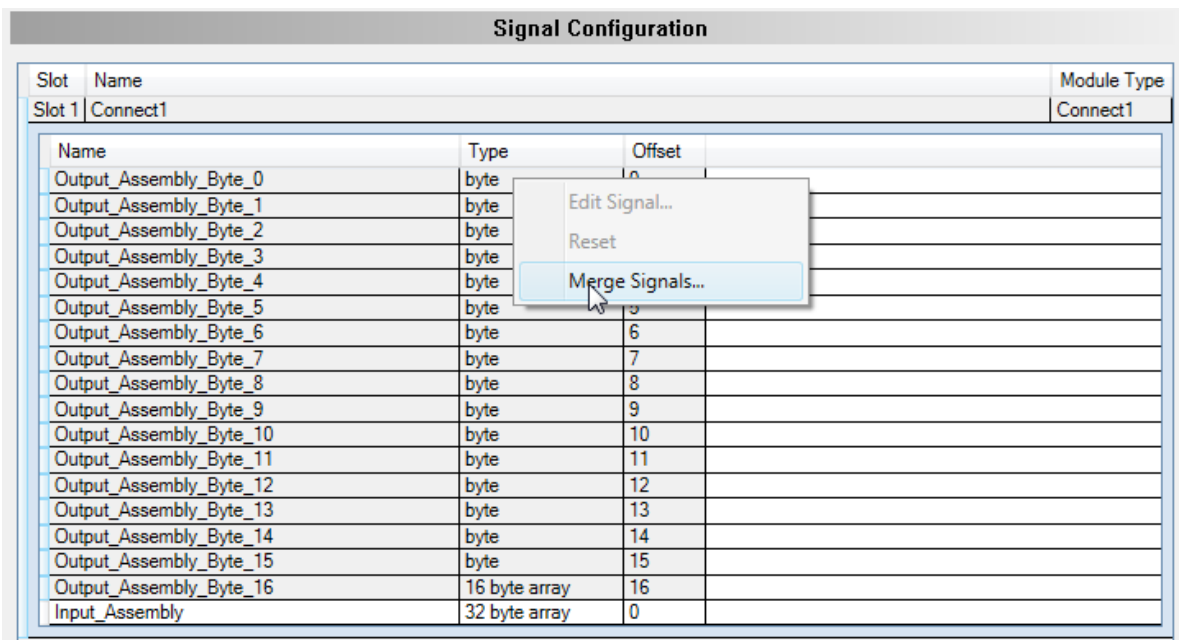 Signal Configuration
Slot Name Module Type
Slot 1 Connect1 Connect1
Name Type Offset
Output_Assembly_Byte_0 byte 0
Output_Assembly_Byte_1 byte
Edit Signal...
Output_Assembly_Byte_2 byte
Reset
Output_Assembly_Byte_3 byte
Output_Assembly_Byte_4 byte
Merge Signals...
Output_Assembly_Byte_5 byte 5
Output_Assembly_Byte_6 byte 6
Output_Assembly_Byte_7 byte 7
Output_Assembly_Byte_8 byte 8
Output_Assembly_Byte_9 byte 9
Output_Assembly_Byte_10 byte 10
Output_Assembly_Byte_11 byte 11
Output_Assembly_Byte_12 byte 12
Output_Assembly_Byte_13 byte 13
Output_Assembly_Byte_14 byte 14
Output_Assembly_Byte_15 byte 15
Output_Assembly_Byte_16 16 byte array 16
Input_Assembly 32 byte array 0